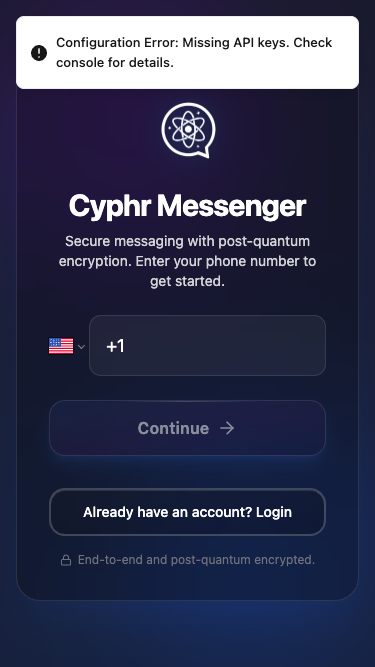 Configuration Error: Missing API keys. Check
console for details.
Cyphr Messenger
Secure messaging with post-quantum
encryption. Enter your phone number to
get started.
+1
Continue →
Already have an account? Login
End-to-end and post-quantum encrypted.